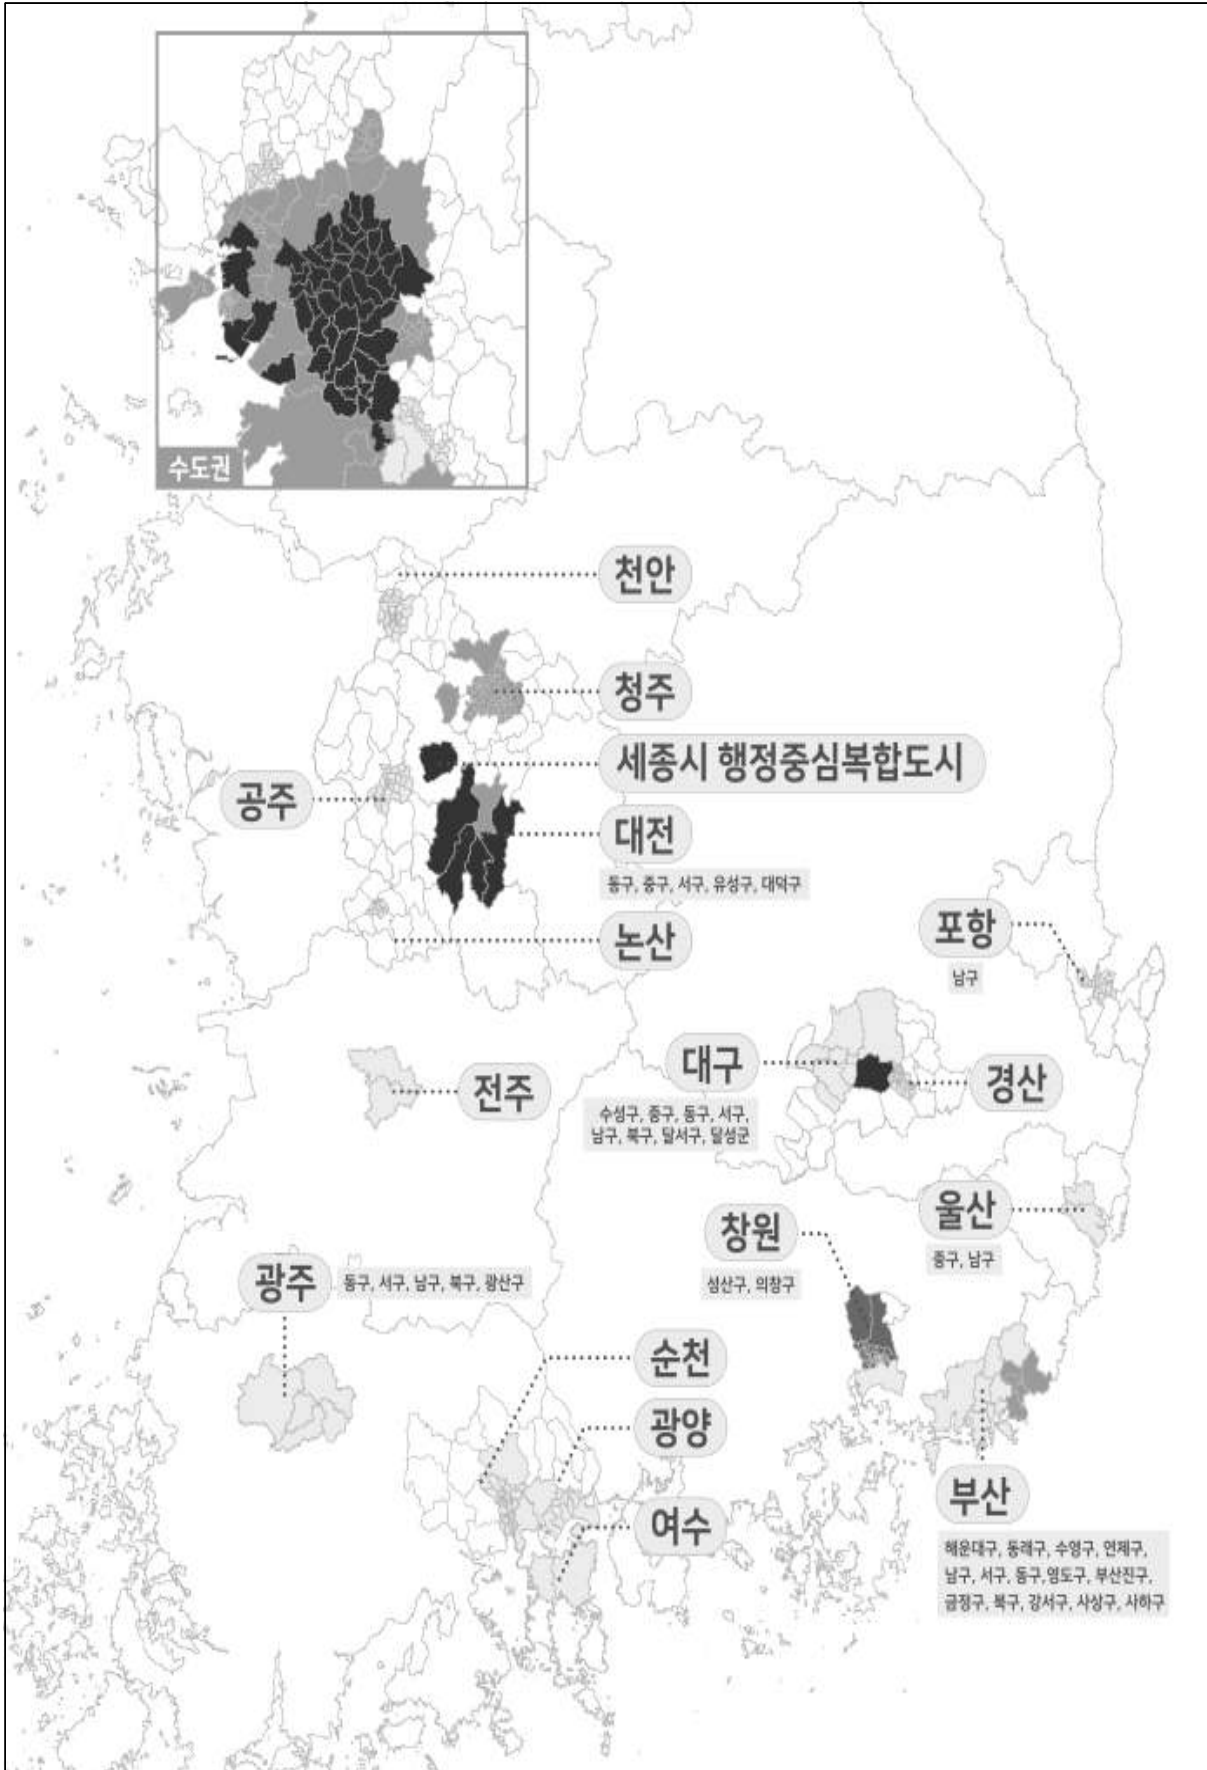 수도권
천안
청주
세종시 행정중심복합도시
공주
대전
동구, 중구, 서구, 유성구, 대덕구
논산
포항
남구
대구
수성구, 중구, 동구, 서구,
남구, 북구, 달서구, 달성군
경산
전주
울산
중구, 남구
창원
성산구, 의창구
광주
동구, 서구, 남구, 북구, 광산구
순천
광양
여수
부산
해운대구, 동래구, 수영구, 연제구,
남구, 서구, 동구, 영도구, 부산진구,
금정구, 북구, 강서구, 사상구, 사하구